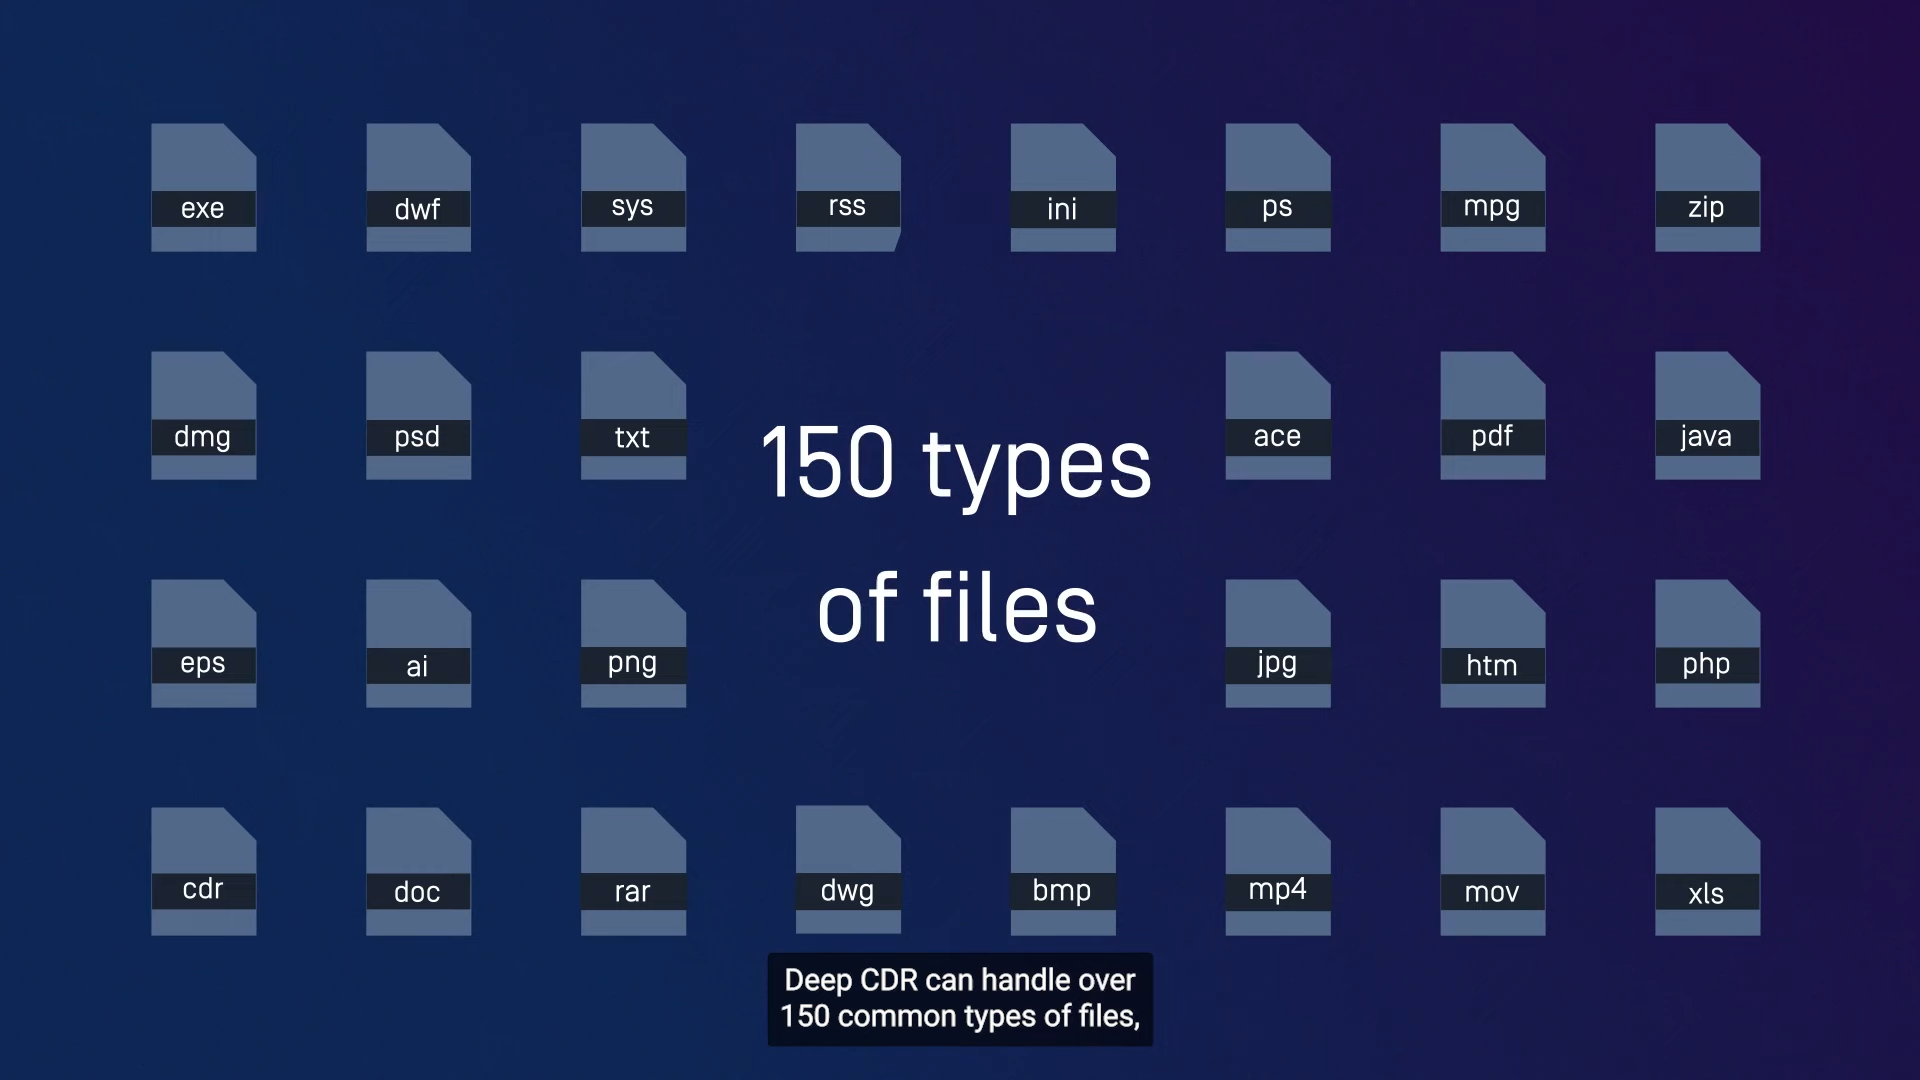 exe
dwf
sys
rss
ini
ps
mpg
zip
dmg
psd
txt
ace
pdf
java
150 types
of files
eps
ai
png
jpg
htm
php
cdr
doc
rar
dwg
bmp
mp4
mov
xls
Deep CDR can handle over
150 common types of files,